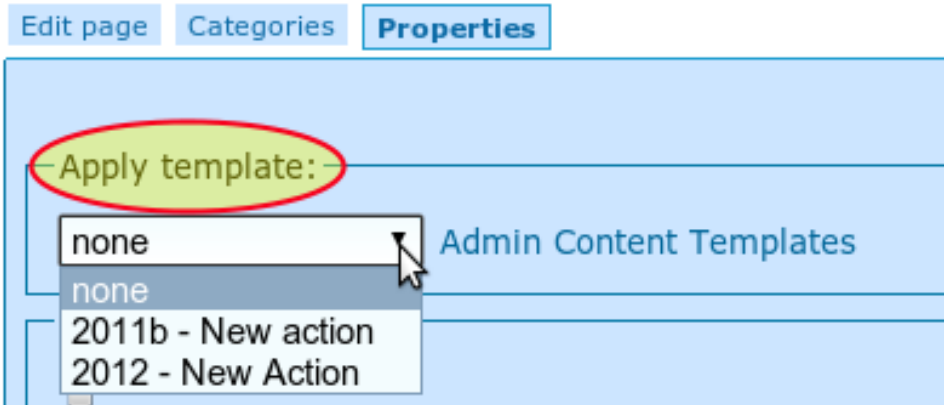 Edit page Categories Properties
Apply template:
none Admin Content Templates
none
2011b - New action
2012 - New Action